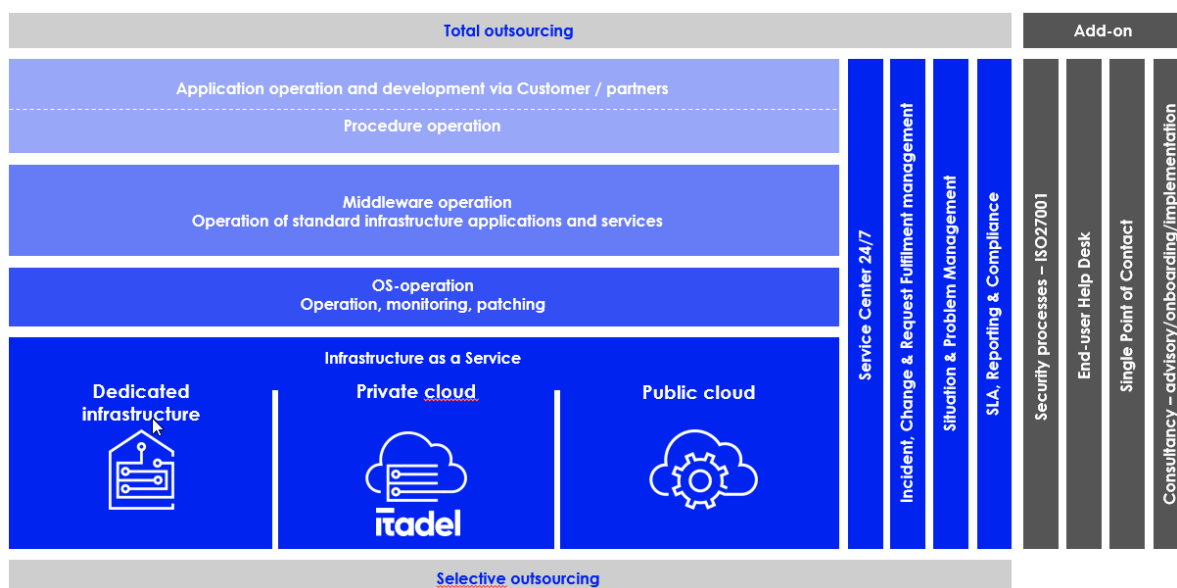 Total outsourcing
Add-on
Application operation and development via Customer / partners
Procedure operation
Middleware operation
Operation of standard infrastructure applications and services
OS-operation
Operation, monitoring, patching
Infrastructure as a Service
Dedicated
infrastructure
Private cloud
itadel
Public cloud
Service Center 24/7
Incident, Change & Request Fulfilment management
Situation & Problem Management
SLA, Reporting & Compliance
Security processes – ISO27001
End-user Help Desk
Single Point of Contact
Consultancy – advisory/onboarding/implementation
Selective outsourcing